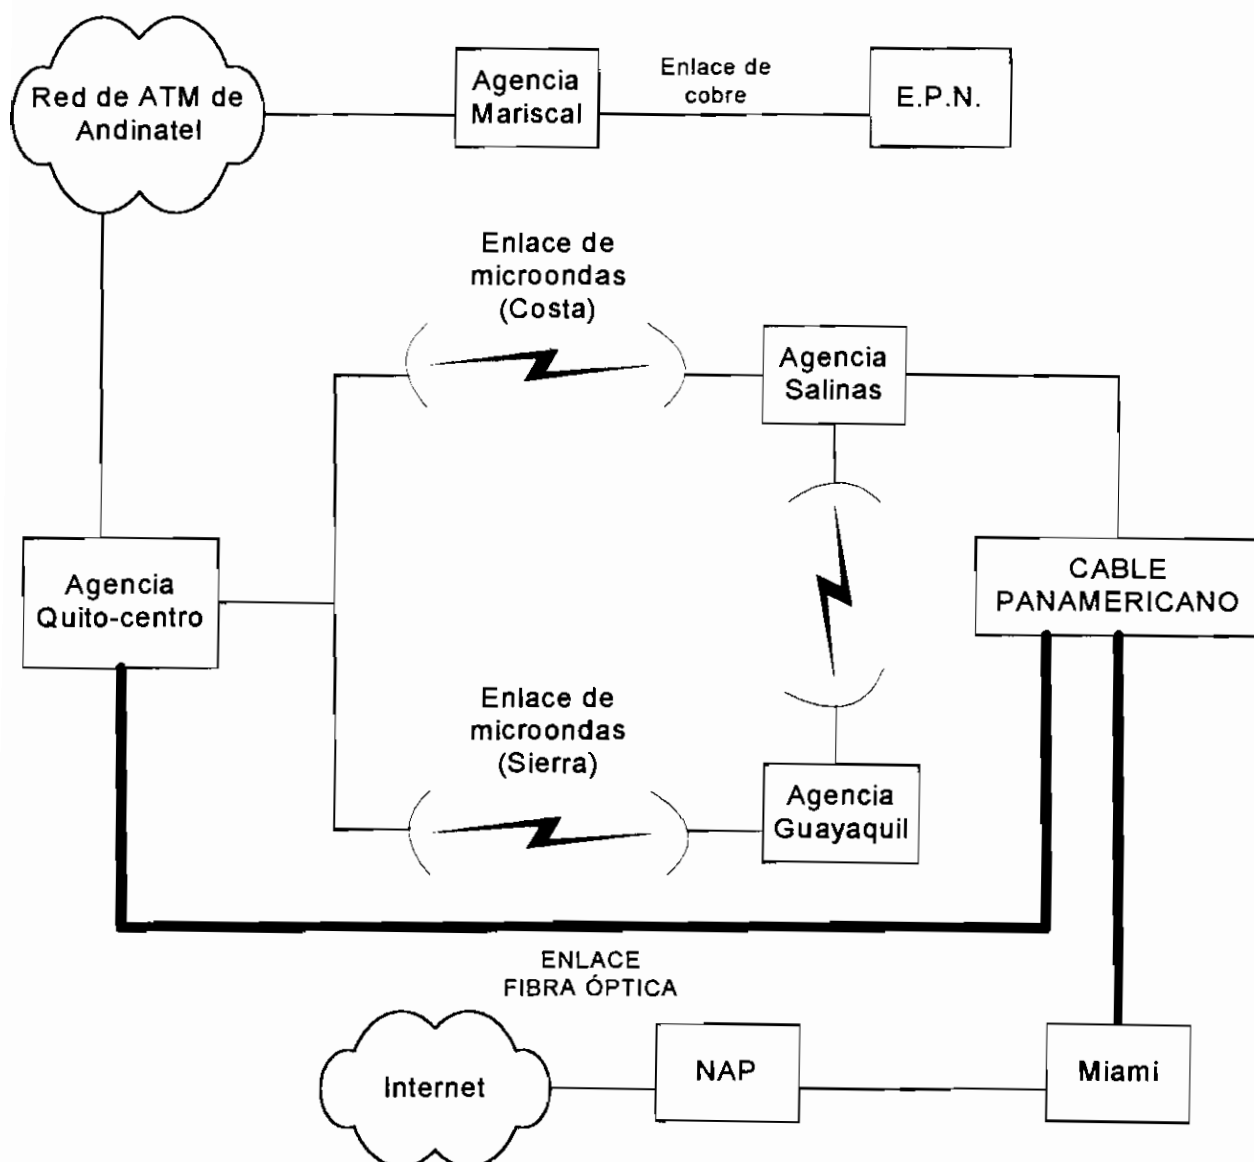 Red de ATM de
Andinatel
Agencia
Mariscal
Enlace de
cobre
E.P.N.
Enlace de
microondas
(Costa)
Agencia
Salinas
Agencia
Quito-centro
CABLE
PANAMERICANO
Enlace de
microondas
(Sierra)
Agencia
Guayaquil
ENLACE
FIBRA ÓPTICA
Internet
NAP
Miami